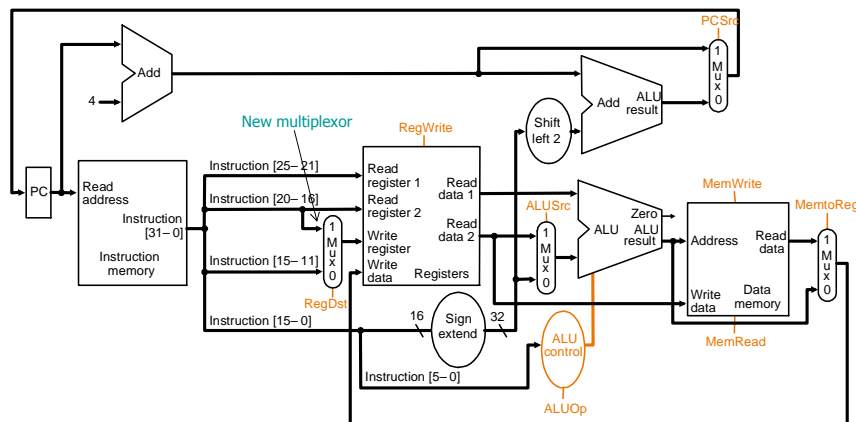 PCSrc
1
M
u
x
0
Add
4
Add
ALU
result
Shift
left 2
New multiplexor
RegWrite
PC
Read
address
Instruction
[31–0]
Instruction
memory
Instruction [25–21]
Instruction [20–16]
Instruction [15–11]
Instruction [15–0]
1
M
u
x
0
RegDst
Read
register 1
Read
register 2
Write
register
Write
data
Read
data 1
Read
data 2
Registers
ALUSrc
1
M
u
x
0
Zero
ALU
ALU
result
MemWrite
Address
Read
data
Write
data
Data
memory
MemRead
MemtoReg
1
M
u
x
0
16
Sign
extend
32
Instruction [5–0]
ALU
control
ALUOp